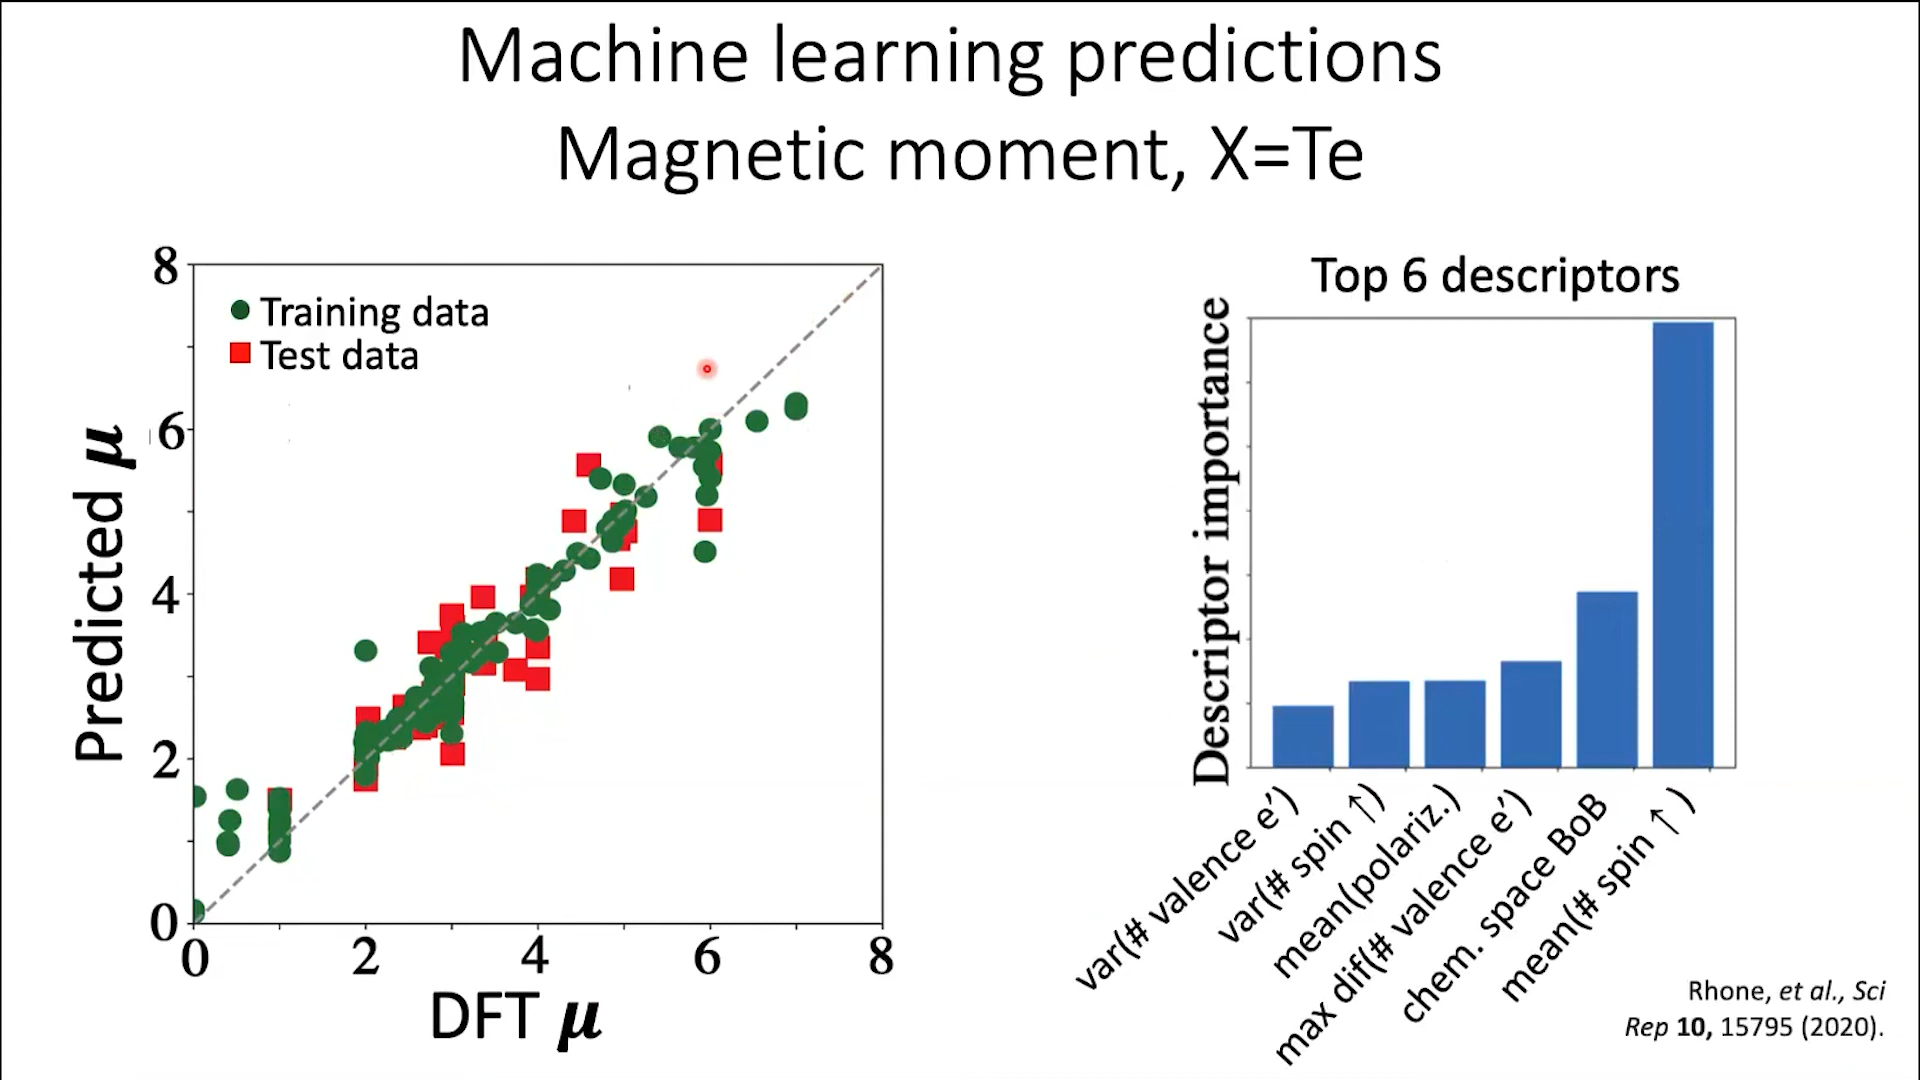 Machine learning predictions
Magnetic moment, X=Te
8
6
4
2
0
Predicted μ
Training data
Test data
0 2 4 6 8
DFT μ
Top 6 descriptors
Descriptor importance
var(# valence e’)
var(# spin ↑)
mean(polariz.)
max dif(# valence e’)
chem. space BoB
mean(# spin ↑)
Rhone, et al., Sci
Rep 10, 15795 (2020).